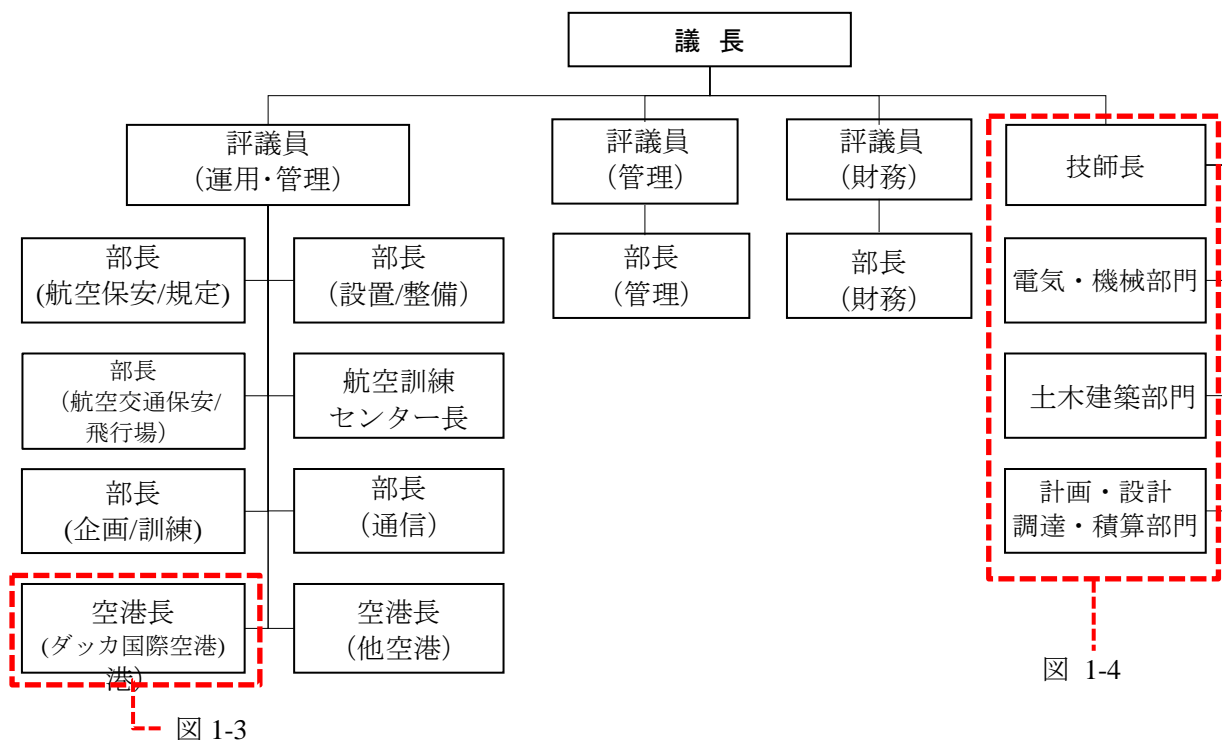 議 長
評議員
（運用･管理）
評議員
（管理）
評議員
（財務）
技師長
部長
(航空保安/規定)
部長
（設置/整備）
部長
（管理）
部長
（財務）
電気・機械部門
部長
（航空交通保安/
飛行場）
航空訓練
センター長
土木建築部門
部長
(企画/訓練)
部長
（通信）
計画・設計
調達・積算部門
空港長
(ダッカ国際空港)
港）
空港長
（他空港）
図 1-4
図 1-3